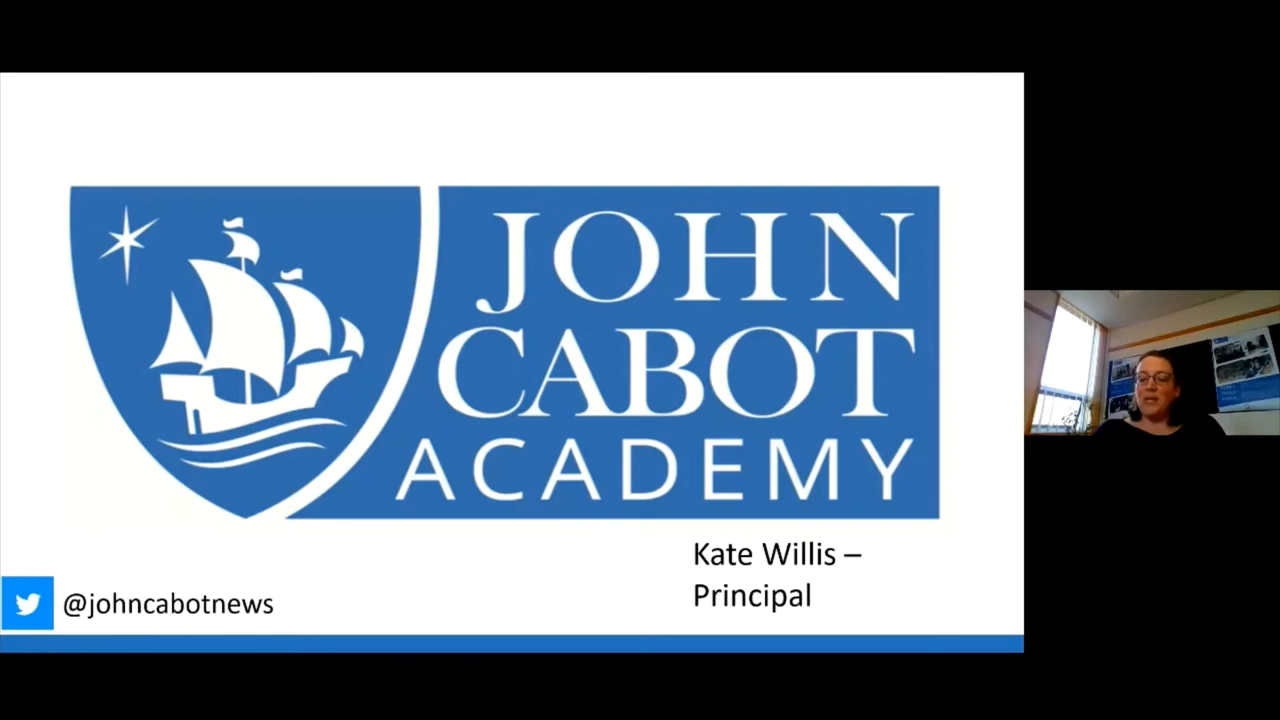 JOHN
CABOT
ACADEMY
Kate Willis –
Principal
@johncabotnews